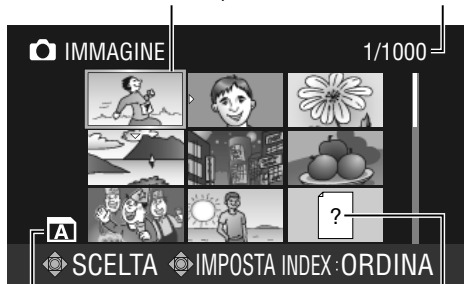 IMMAGINE 1/1000
?
A
SCELTA IMPOSTA INDEX:ORDINA